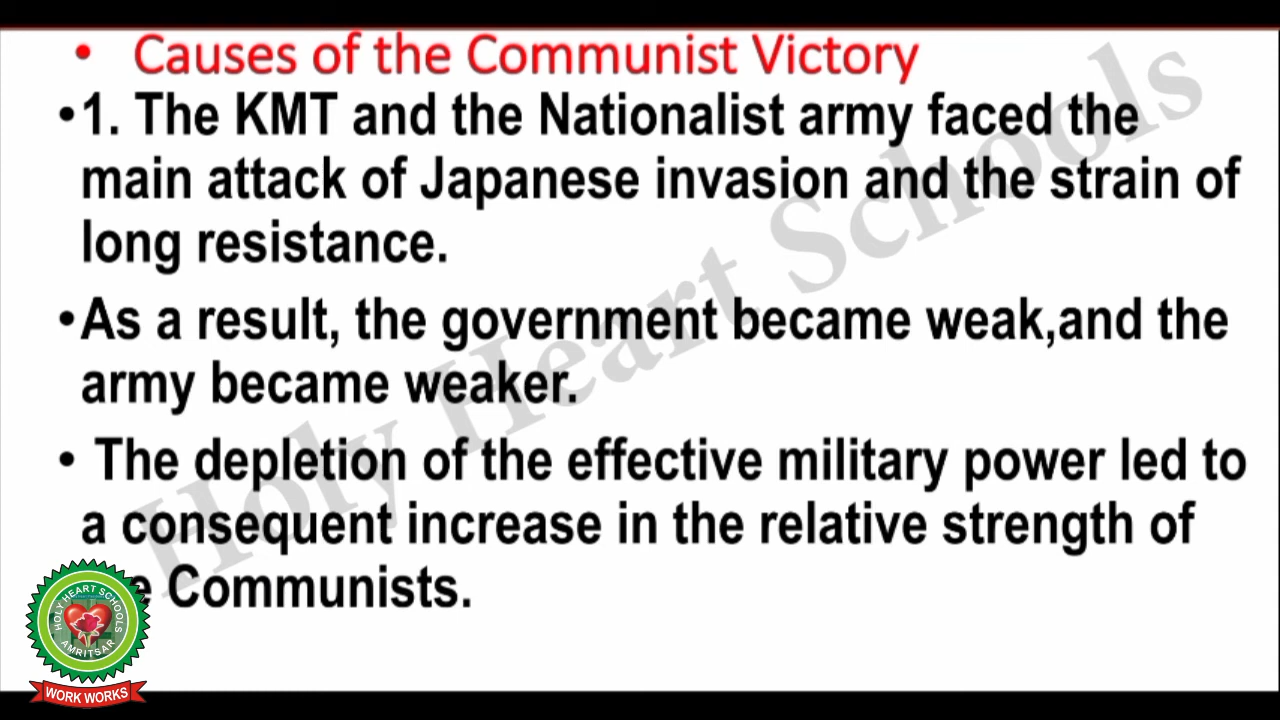 • Causes of the Communist Victory
•1. The KMT and the Nationalist army faced the
main attack of Japanese invasion and the strain of
long resistance.
•As a result, the government became weak,and the
army became weaker.
• The depletion of the effective military power led to
a consequent increase in the relative strength of
Communists.
Holy Heart Schools
HOLY HEART SCHOOLS
AMRITSAR
WORK WORKS